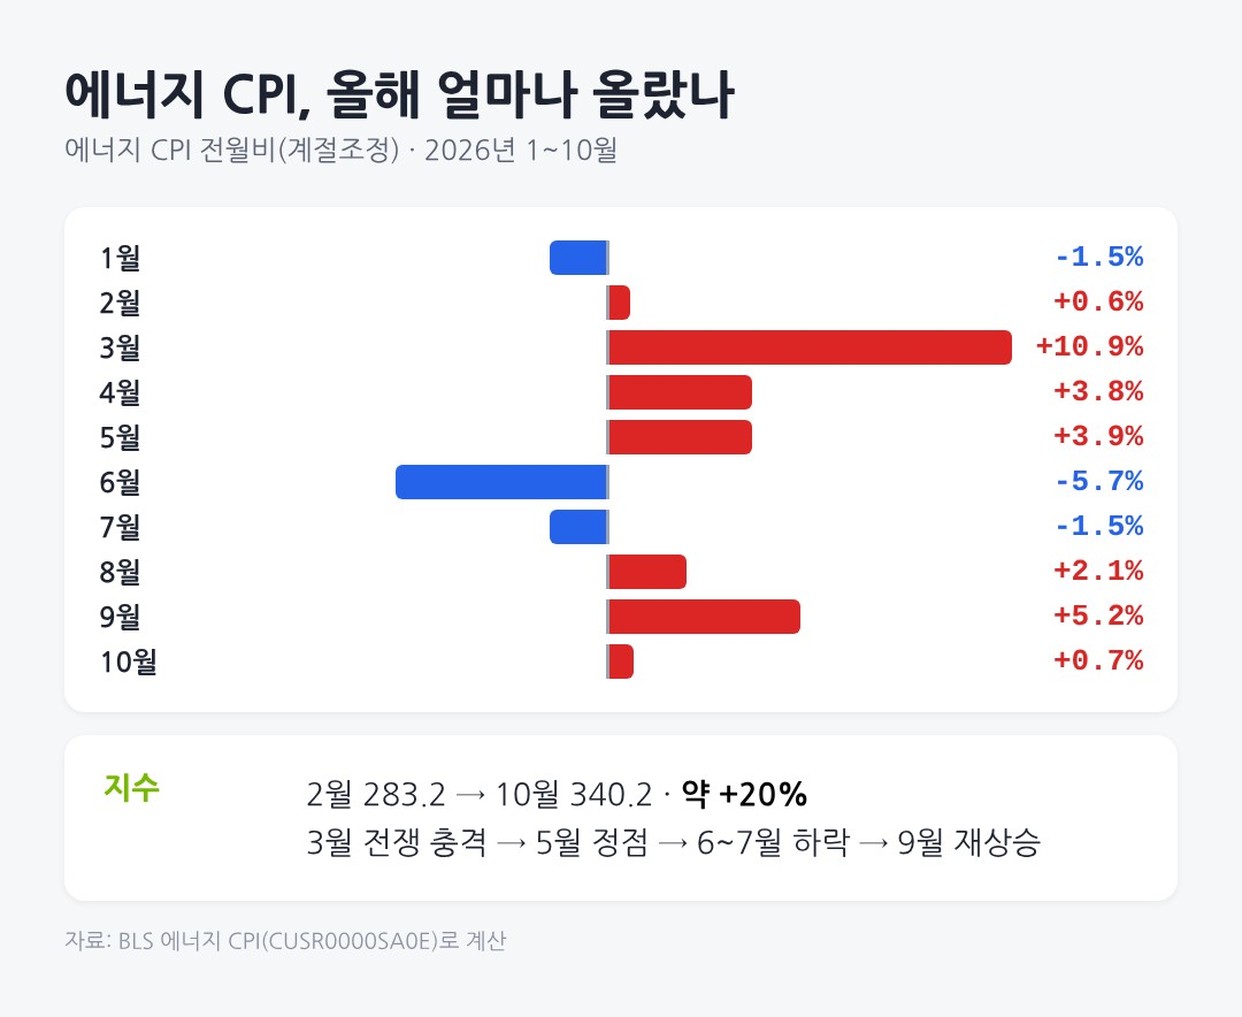 에너지 CPI, 올해 얼마나 올랐나
에너지 CPI 전월비(계절조정) · 2026년 1~10월
1월 -1.5%
2월 +0.6%
3월 +10.9%
4월 +3.8%
5월 +3.9%
6월 -5.7%
7월 -1.5%
8월 +2.1%
9월 +5.2%
10월 +0.7%
지수
2월 283.2 → 10월 340.2 · 약 +20%
3월 전쟁 충격 → 5월 정점 → 6~7월 하락 → 9월 재상승
자료: BLS 에너지 CPI(CUSR0000SA0E)로 계산